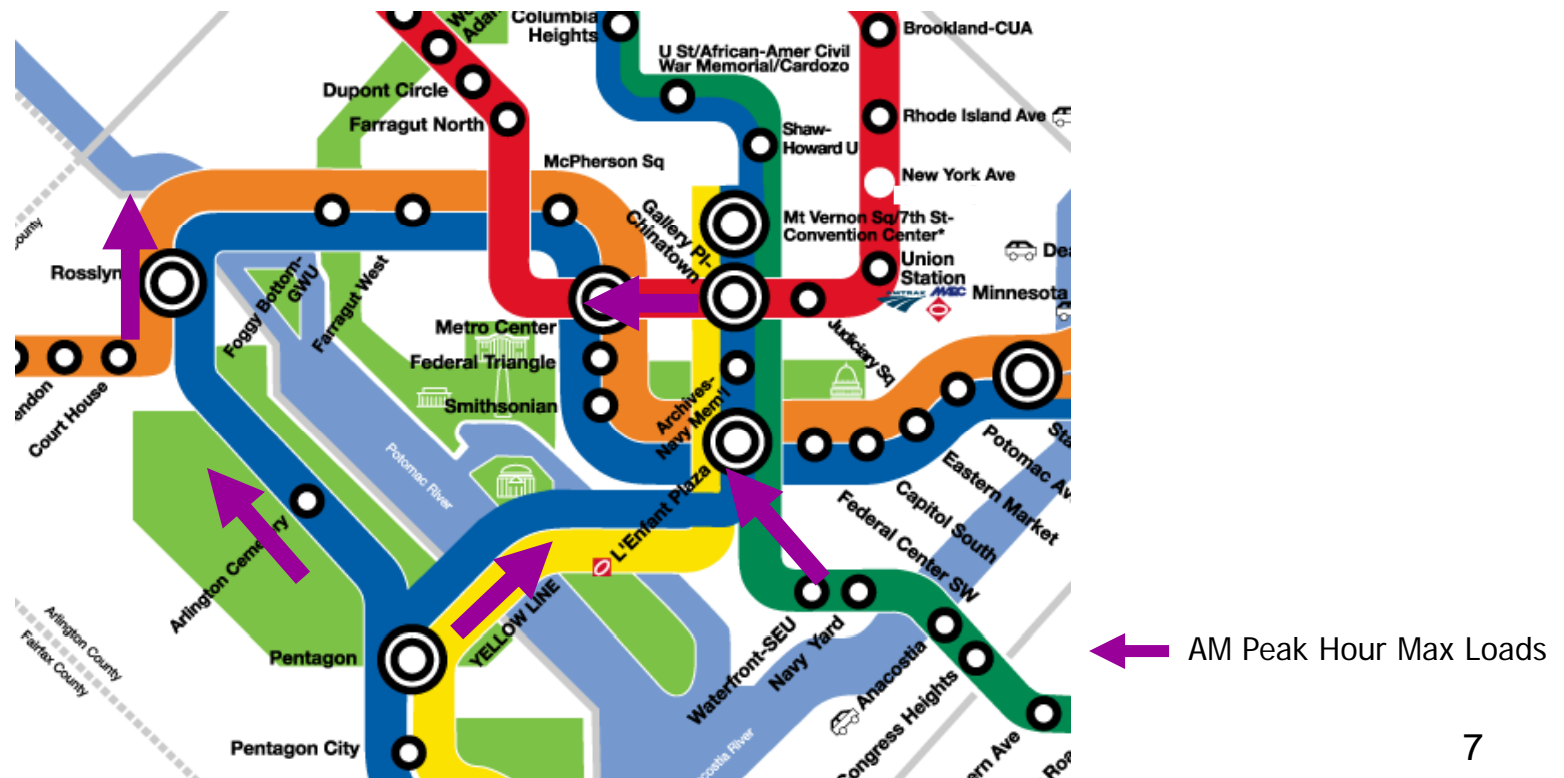 Columbia
Heights
Brookland-CUA
U St/African-Amer Civil
War Memorial/Cardozo
Dupont Circle
Farragut North
Rhode Island Ave
Shaw-
Howard U
McPherson Sq
New York Ave
Gallery Pl-
Chinatown
Mt Vernon Sq/7th St-
Convention Center*
Union
Station
AMTRAK MARC
Minnesota
Rosslyn
Foggy Bottom-
GWU
Farragut West
Metro Center
Judiciary Sq
Federal Triangle
Smithsonian
Archives-
Navy Mem'l
Court House
Potomac River
L'Enfant Plaza
Eastern Market
Capitol South
Federal Center SW
Arlington Cemetery
YELLOW LINE
Arlington County
Fairfax County
Pentagon
Waterfront-SEU
Navy Yard
Anacostia
AM Peak Hour Max Loads
Pentagon City
7